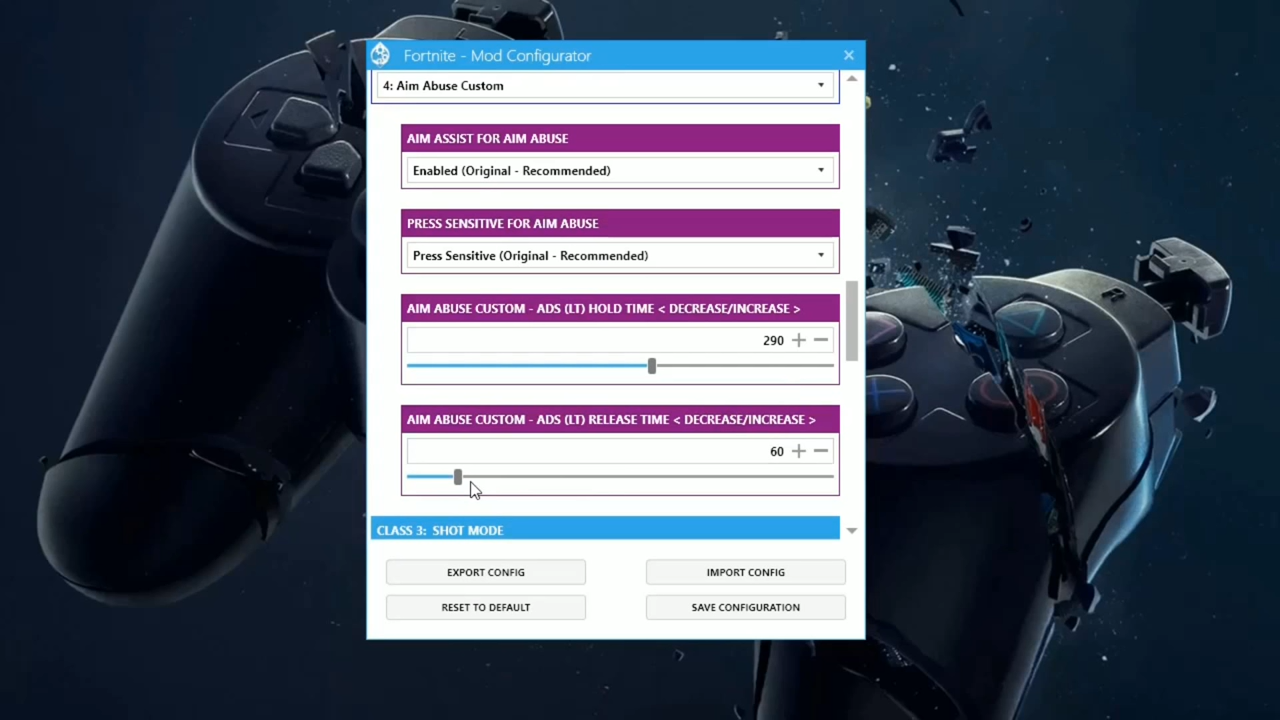 Fortnite - Mod Configurator
4: Aim Abuse Custom
AIM ASSIST FOR AIM ABUSE
Enabled (Original - Recommended)
PRESS SENSITIVE FOR AIM ABUSE
Press Sensitive (Original - Recommended)
AIM ABUSE CUSTOM - ADS (LT) HOLD TIME < DECREASE/INCREASE >
290
AIM ABUSE CUSTOM - ADS (LT) RELEASE TIME < DECREASE/INCREASE >
60
CLASS 3: SHOT MODE
EXPORT CONFIG
IMPORT CONFIG
RESET TO DEFAULT
SAVE CONFIGURATION